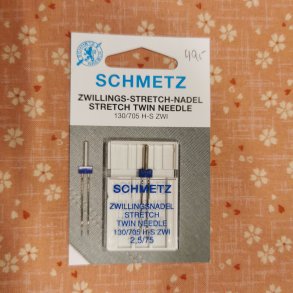 49,-
SCHMETZ
ZWILLINGS-STRETCH-NADEL
STRETCH TWIN NEEDLE
130/705 H-S ZWI
SCHMETZ
ZWILLINGSNADEL
STRETCH
TWIN NEEDLE
130/705 H-S ZWI
2,5/75